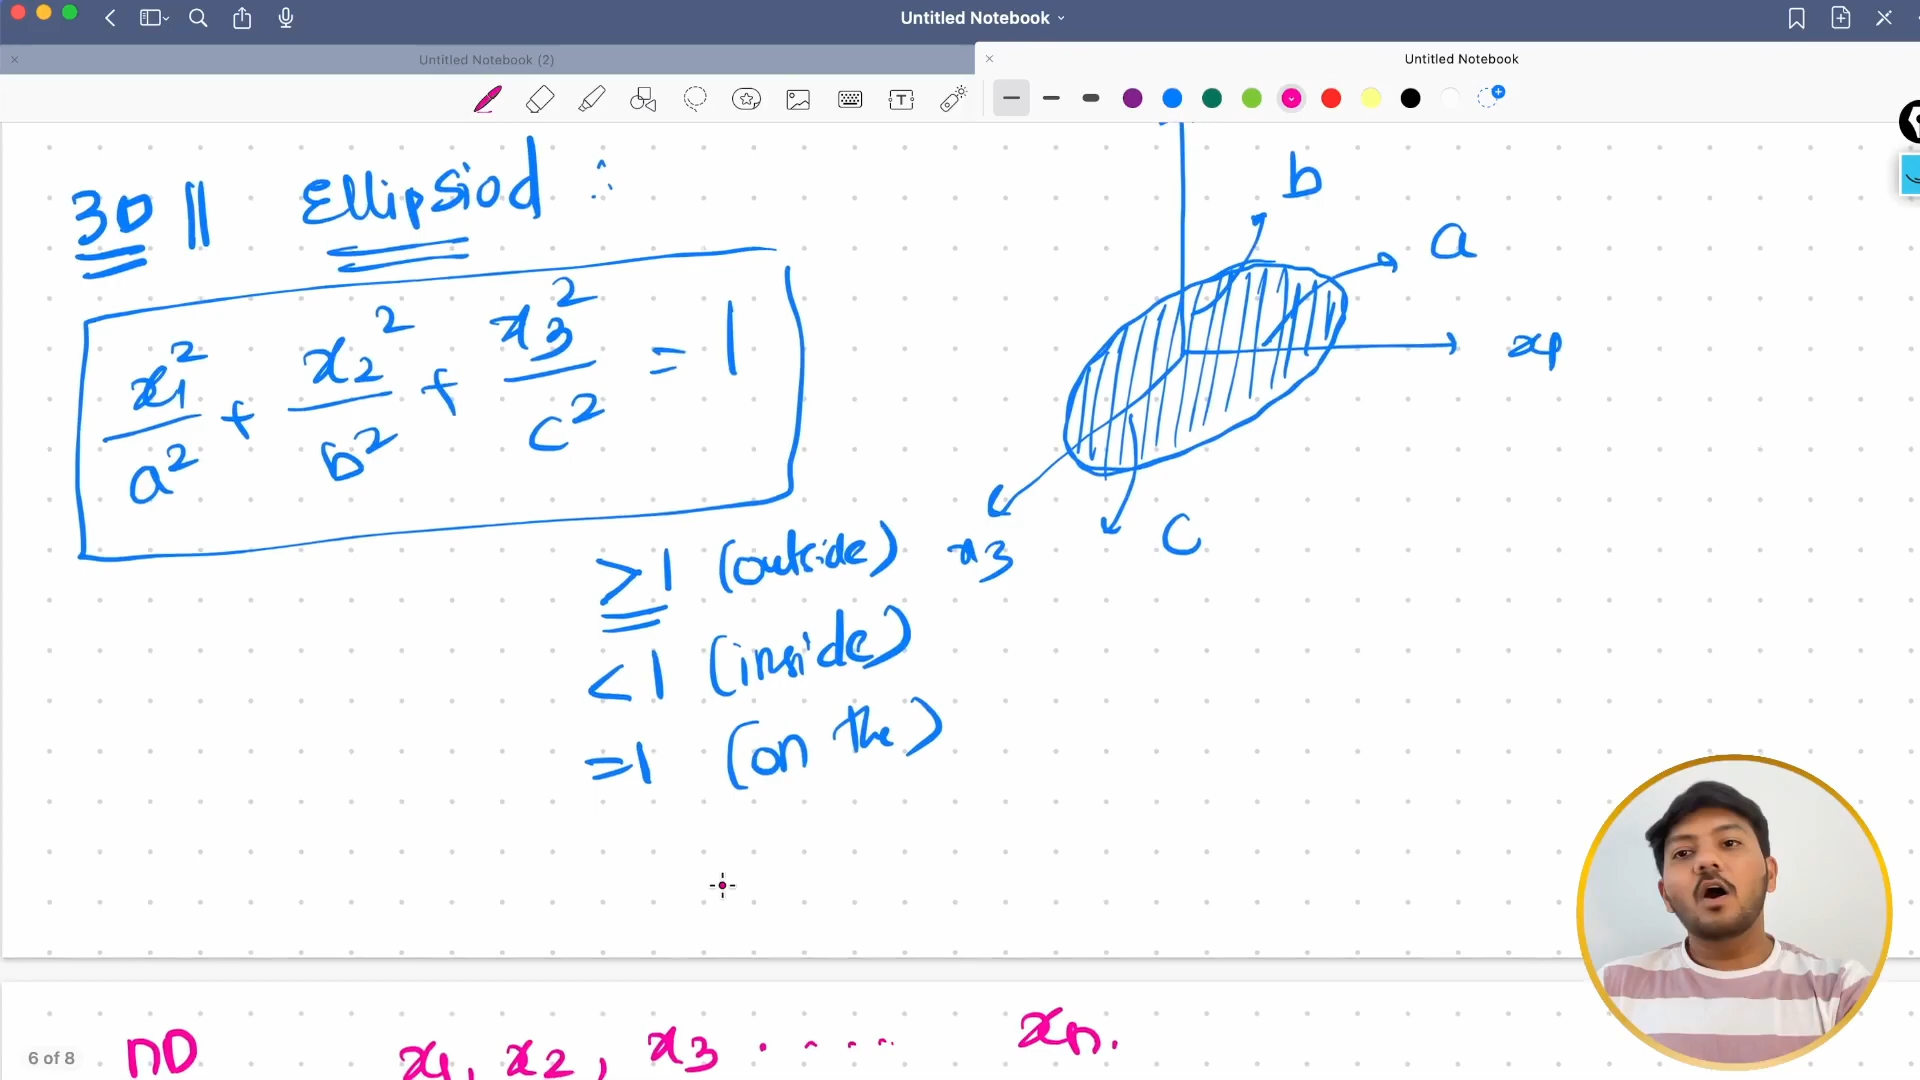 Untitled Notebook
Untitled Notebook (2)
Untitled Notebook
3D || Ellipsiod :
x1²/a² + x2²/b² + x3²/c² = 1
b
a
x1
x3
c
>1 (outside)
<1 (inside)
=1 (on the)
6 of 8
nD x1, x2, x3 . . . . . xn.